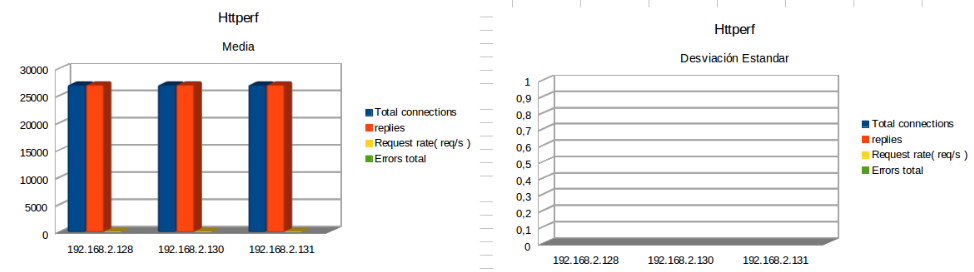 Httperf
Media
30000
25000
20000
15000
10000
5000
0
192.168.2.128 192.168.2.130 192.168.2.131
Total connections
replies
Request rate( req/s )
Errors total
Httperf
Desviación Estandar
1
0,9
0,8
0,7
0,6
0,5
0,4
0,3
0,2
0,1
0
192.168.2.128 192.168.2.130 192.168.2.131
Total connections
replies
Request rate( req/s )
Errors total